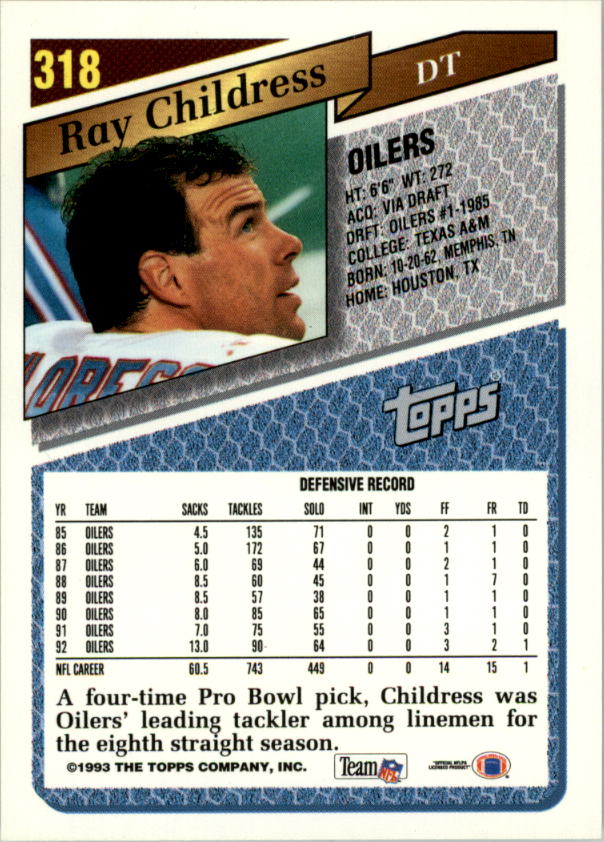 318
Ray Childress
DT
OILERS
HT: 6'6" WT: 272
ACQ: VIA DRAFT
DRFT: OILERS #1-1985
COLLEGE: TEXAS A&M
BORN: 10-20-62, MEMPHIS, TN
HOME: HOUSTON, TX
TOPPS®
DEFENSIVE RECORD
YR TEAM SACKS TACKLES SOLO INT YDS FF FR TD
85 OILERS 4.5 135 71 0 0 2 1 0
86 OILERS 5.0 172 67 0 0 1 1 0
87 OILERS 6.0 69 44 0 0 2 1 0
88 OILERS 8.5 60 45 0 0 1 7 0
89 OILERS 8.5 57 38 0 0 1 1 0
90 OILERS 8.0 85 65 0 0 1 1 0
91 OILERS 7.0 75 55 0 0 3 1 0
92 OILERS 13.0 90 64 0 0 3 2 1
NFL CAREER 60.5 743 449 0 0 14 15 1
A four-time Pro Bowl pick, Childress was
Oilers' leading tackler among linemen for
the eighth straight season.
©1993 THE TOPPS COMPANY, INC.
Team NFL
"OFFICIAL NFLPA
LICENSED PRODUCT"